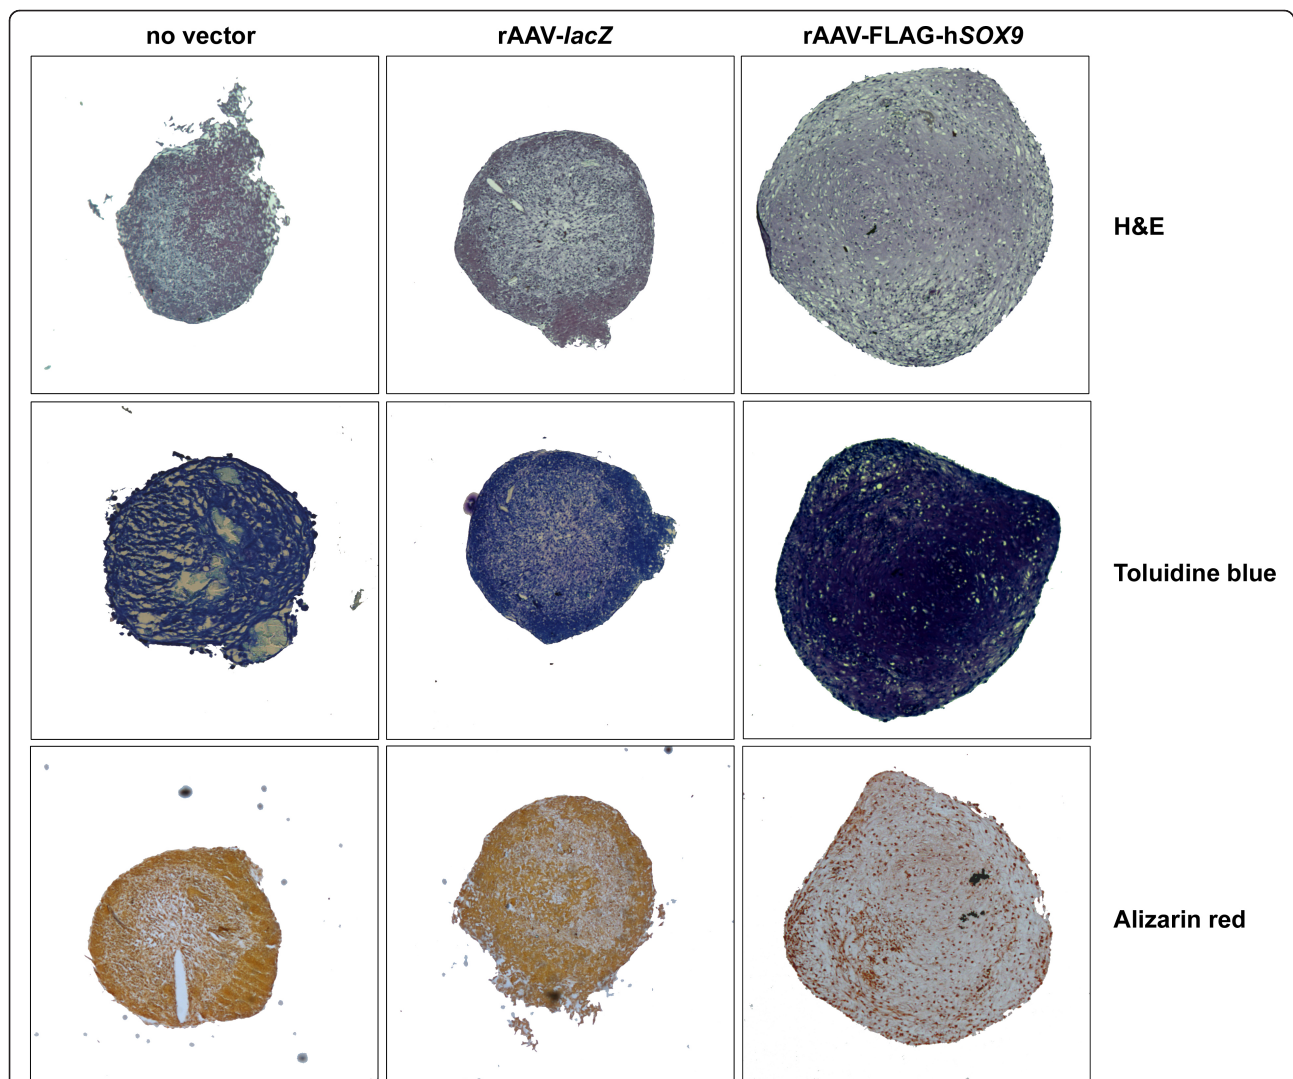 no vector rAAV-lacZ rAAV-FLAG-hSOX9
H&E
Toluidine blue
Alizarin red